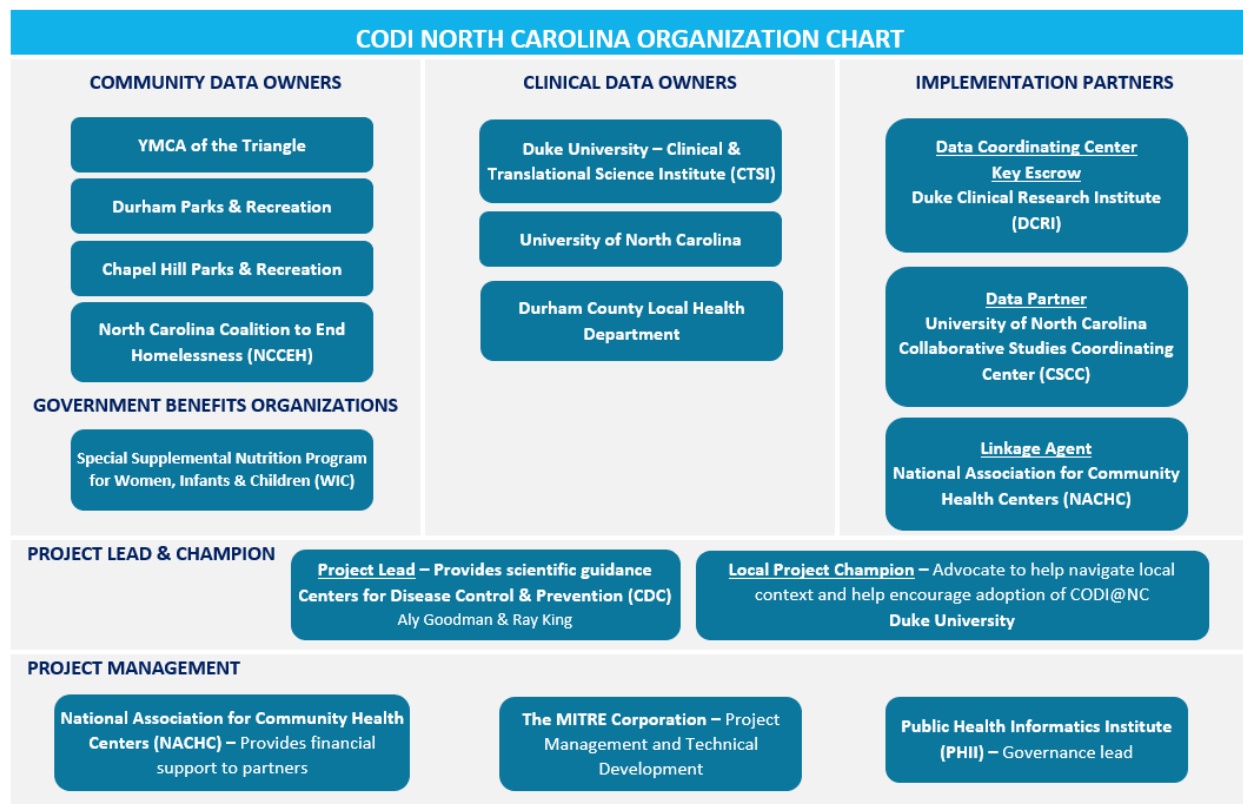 CODI NORTH CAROLINA ORGANIZATION CHART
COMMUNITY DATA OWNERS
YMCA of the Triangle
Durham Parks & Recreation
Chapel Hill Parks & Recreation
North Carolina Coalition to End
Homelessness (NCCEH)
GOVERNMENT BENEFITS ORGANIZATIONS
Special Supplemental Nutrition Program
for Women, Infants & Children (WIC)
CLINICAL DATA OWNERS
Duke University – Clinical &
Translational Science Institute (CTSI)
University of North Carolina
Durham County Local Health
Department
IMPLEMENTATION PARTNERS
Data Coordinating Center
Key Escrow
Duke Clinical Research Institute
(DCRI)
Data Partner
University of North Carolina
Collaborative Studies Coordinating
Center (CSCC)
Linkage Agent
National Association for Community
Health Centers (NACHC)
PROJECT LEAD & CHAMPION
Project Lead – Provides scientific guidance
Centers for Disease Control & Prevention (CDC)
Aly Goodman & Ray King
Local Project Champion – Advocate to help navigate local
context and help encourage adoption of CODI@NC
Duke University
PROJECT MANAGEMENT
National Association for Community Health
Centers (NACHC) – Provides financial
support to partners
The MITRE Corporation – Project
Management and Technical
Development
Public Health Informatics Institute
(PHII) – Governance lead